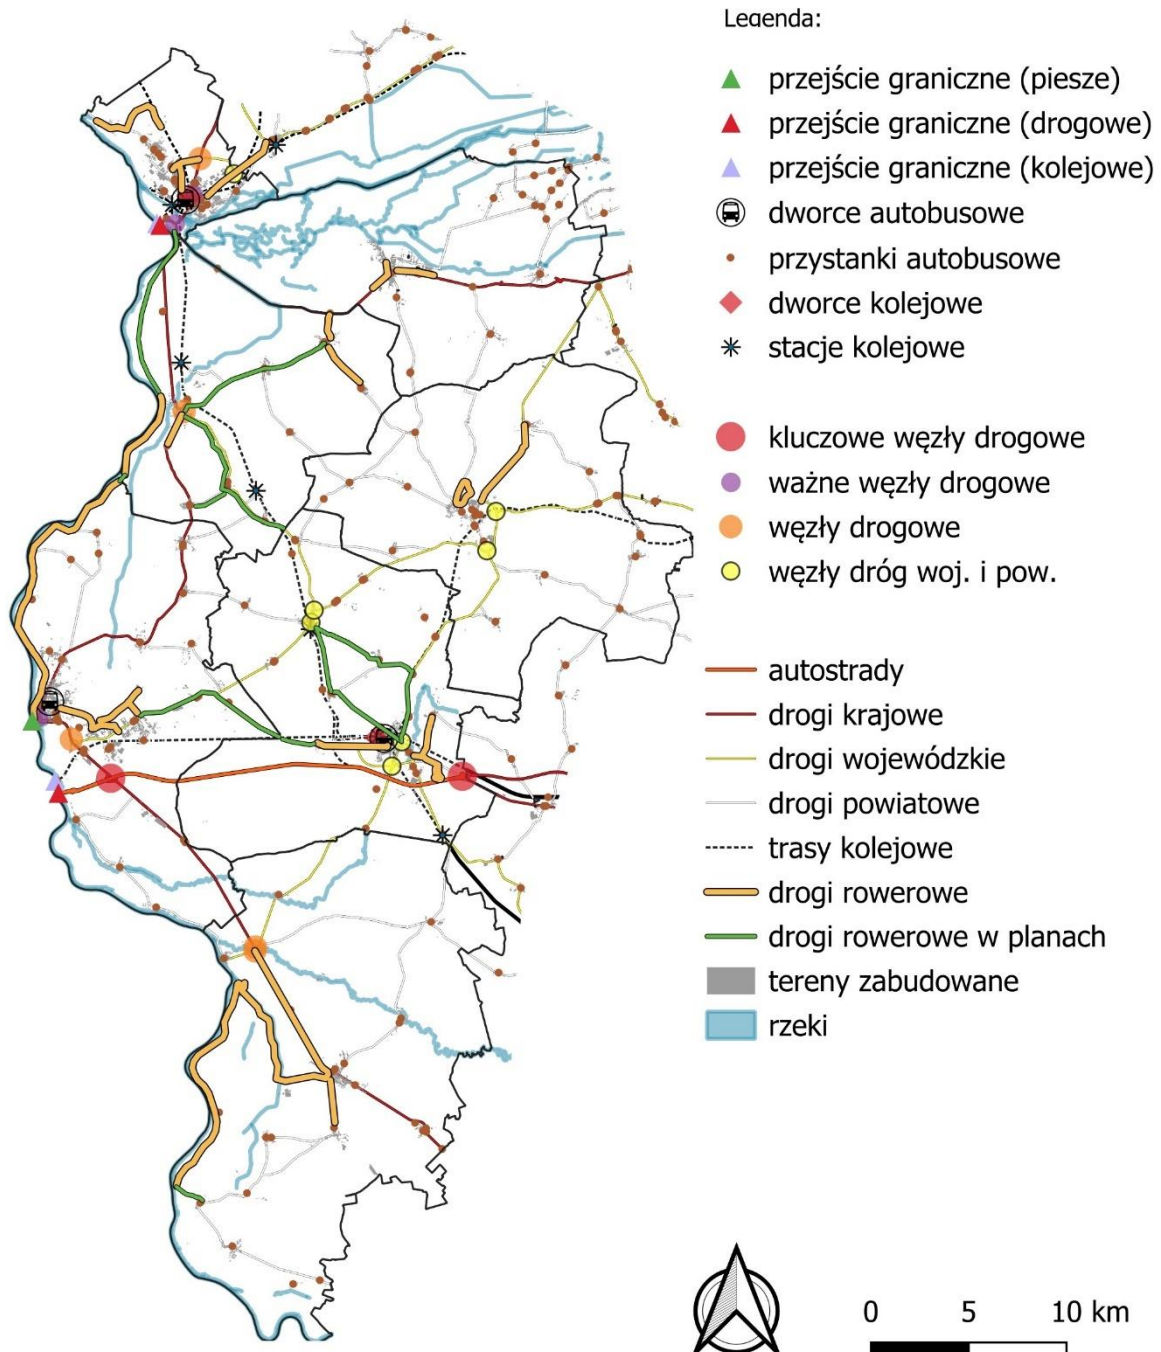 Legenda:
przejście graniczne (piesze)
przejście graniczne (drogowe)
przejście graniczne (kolejowe)
dworce autobusowe
przystanki autobusowe
dworce kolejowe
stacje kolejowe
kluczowe węzły drogowe
ważne węzły drogowe
węzły drogowe
węzły dróg woj. i pow.
autostrady
drogi krajowe
drogi wojewódzkie
drogi powiatowe
trasy kolejowe
drogi rowerowe
drogi rowerowe w planach
tereny zabudowane
rzeki
0 5 10 km